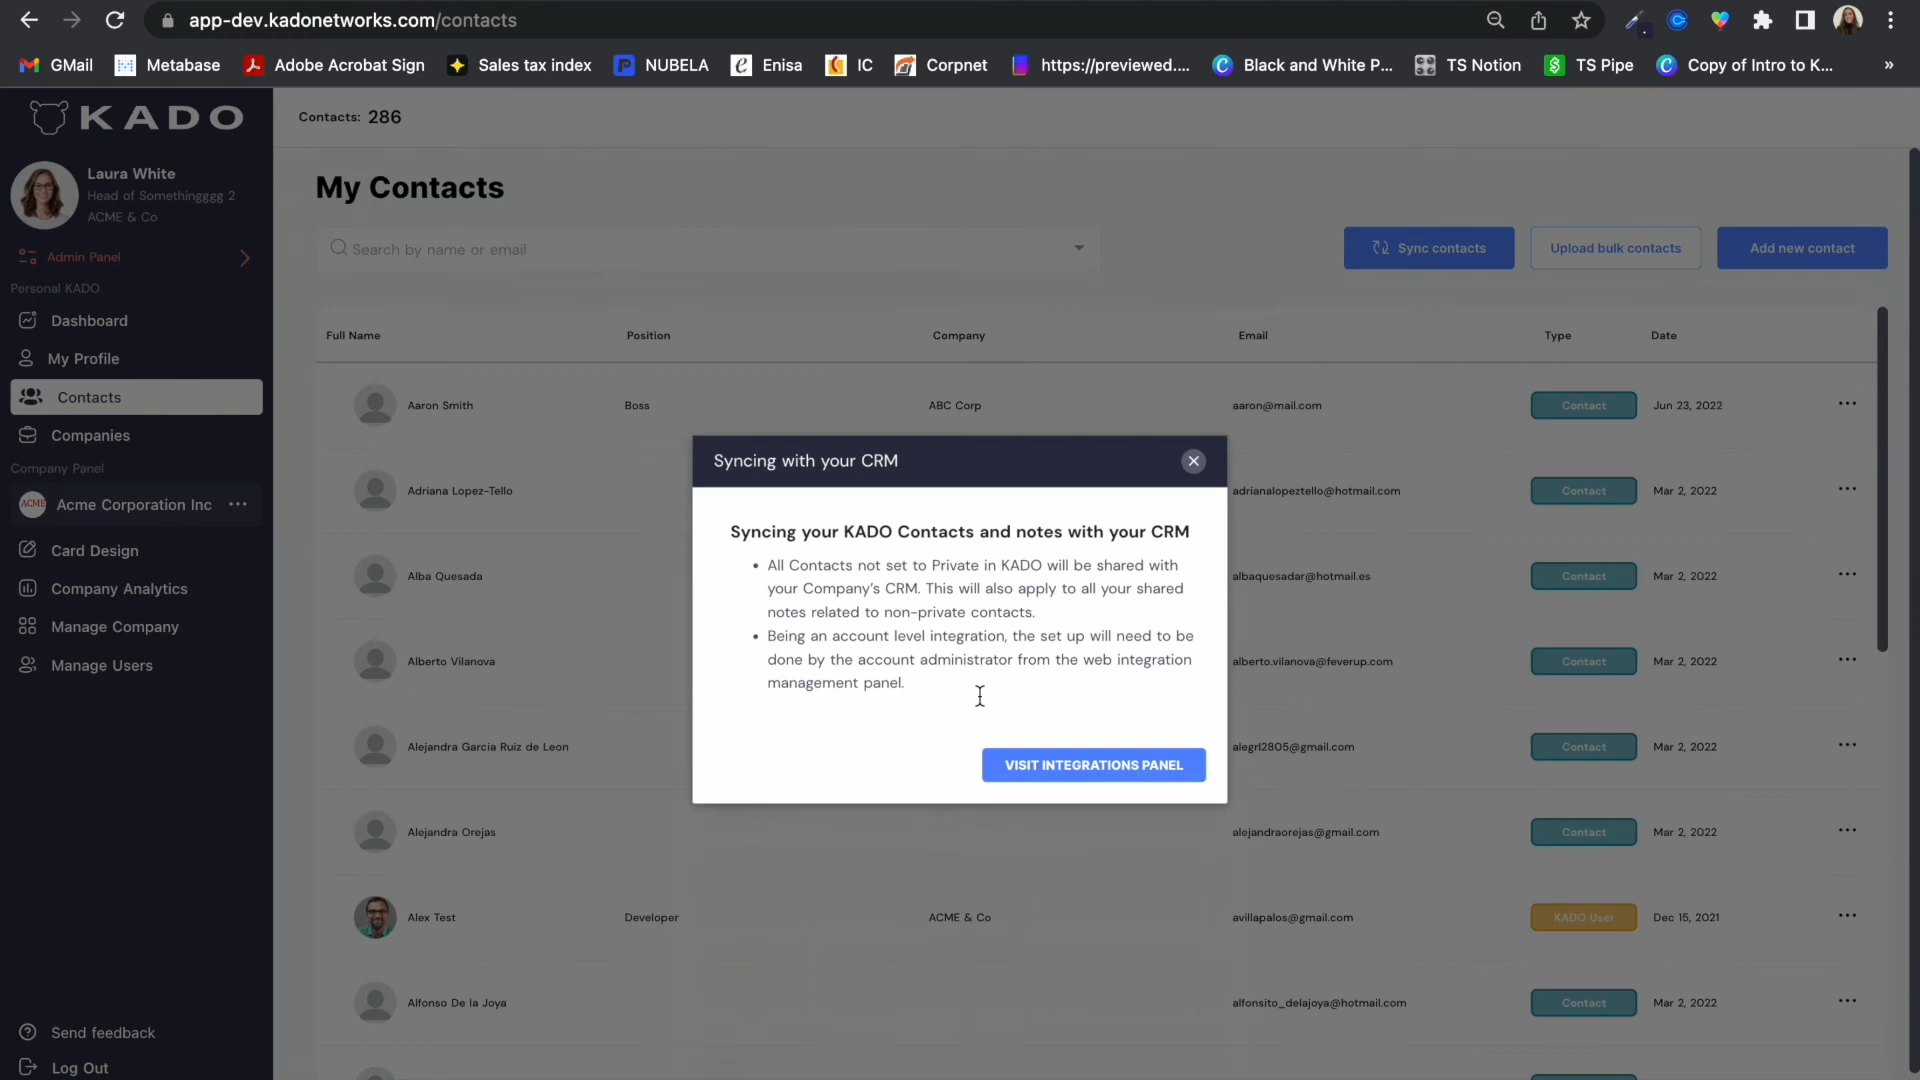 app-dev.kadonetworks.com/contacts
GMail
Metabase
Adobe Acrobat Sign
Sales tax index
NUBELA
Enisa
IC
Corpnet
https://previewed....
Black and White P...
TS Notion
TS Pipe
Copy of Intro to K...
»
KADO
Laura White
Head of Somethingggg 2
ACME & Co
Admin Panel
Personal KADO
Dashboard
My Profile
Contacts
Companies
Company Panel
ACME Acme Corporation Inc ...
Card Design
Company Analytics
Manage Company
Manage Users
Send feedback
Log Out
Contacts: 286
My Contacts
Search by name or email
Sync contacts
Upload bulk contacts
Add new contact
Full Name Position Company Email Type Date
Aaron Smith Boss ABC Corp aaron@mail.com Contact Jun 23, 2022 ...
Adriana Lopez-Tello adrianalopeztello@hotmail.com Contact Mar 2, 2022 ...
Alba Quesada albaquesadar@hotmail.es Contact Mar 2, 2022 ...
Alberto Vilanova alberto.vilanova@feverup.com Contact Mar 2, 2022 ...
Alejandra Garcia Ruiz de Leon alegrl2805@gmail.com Contact Mar 2, 2022 ...
Alejandra Orejas alejandraorejas@gmail.com Contact Mar 2, 2022 ...
Alex Test Developer ACME & Co avillapalos@gmail.com KADO User Dec 15, 2021 ...
Alfonso De la Joya alfonsito_delajoya@hotmail.com Contact Mar 2, 2022 ...
Syncing with your CRM
Syncing your KADO Contacts and notes with your CRM
• All Contacts not set to Private in KADO will be shared with
your Company's CRM. This will also apply to all your shared
notes related to non-private contacts.
• Being an account level integration, the set up will need to be
done by the account administrator from the web integration
management panel.
VISIT INTEGRATIONS PANEL